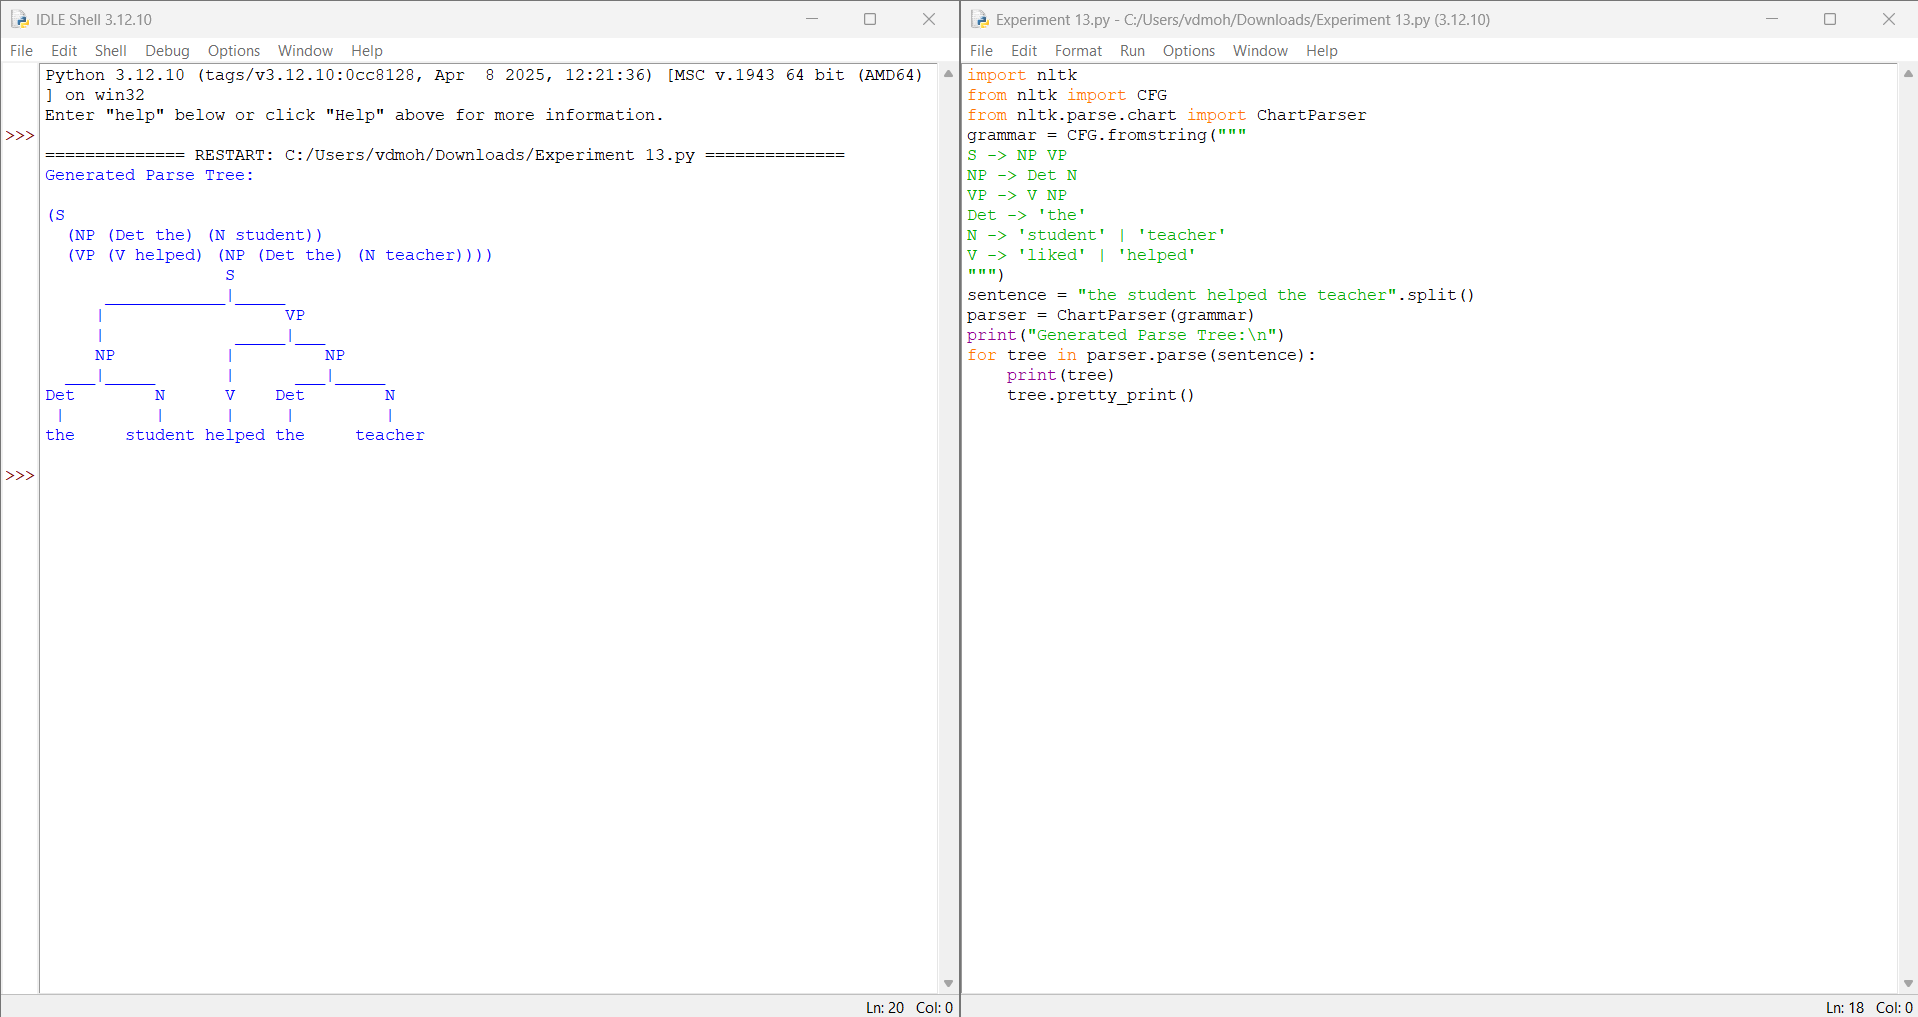 IDLE Shell 3.12.10
File Edit Shell Debug Options Window Help
Python 3.12.10 (tags/v3.12.10:0cc8128, Apr  8 2025, 12:21:36) [MSC v.1943 64 bit (AMD64)
] on win32
Enter "help" below or click "Help" above for more information.
>>>
============== RESTART: C:/Users/vdmoh/Downloads/Experiment 13.py ==============
Generated Parse Tree:

(S
  (NP (Det the) (N student))
  (VP (V helped) (NP (Det the) (N teacher))))
                  S
      ____________|_____
     |                  VP
     |             _____|___
     NP           |         NP
  ___|_____       |      ___|_____
Det        N      V    Det        N
 |         |      |     |         |
the     student helped the     teacher

>>>
Ln: 20 Col: 0
Experiment 13.py - C:/Users/vdmoh/Downloads/Experiment 13.py (3.12.10)
File Edit Format Run Options Window Help
import nltk
from nltk import CFG
from nltk.parse.chart import ChartParser
grammar = CFG.fromstring("""
S -> NP VP
NP -> Det N
VP -> V NP
Det -> 'the'
N -> 'student' | 'teacher'
V -> 'liked' | 'helped'
""")
sentence = "the student helped the teacher".split()
parser = ChartParser(grammar)
print("Generated Parse Tree:\n")
for tree in parser.parse(sentence):
    print(tree)
    tree.pretty_print()
Ln: 18 Col: 0